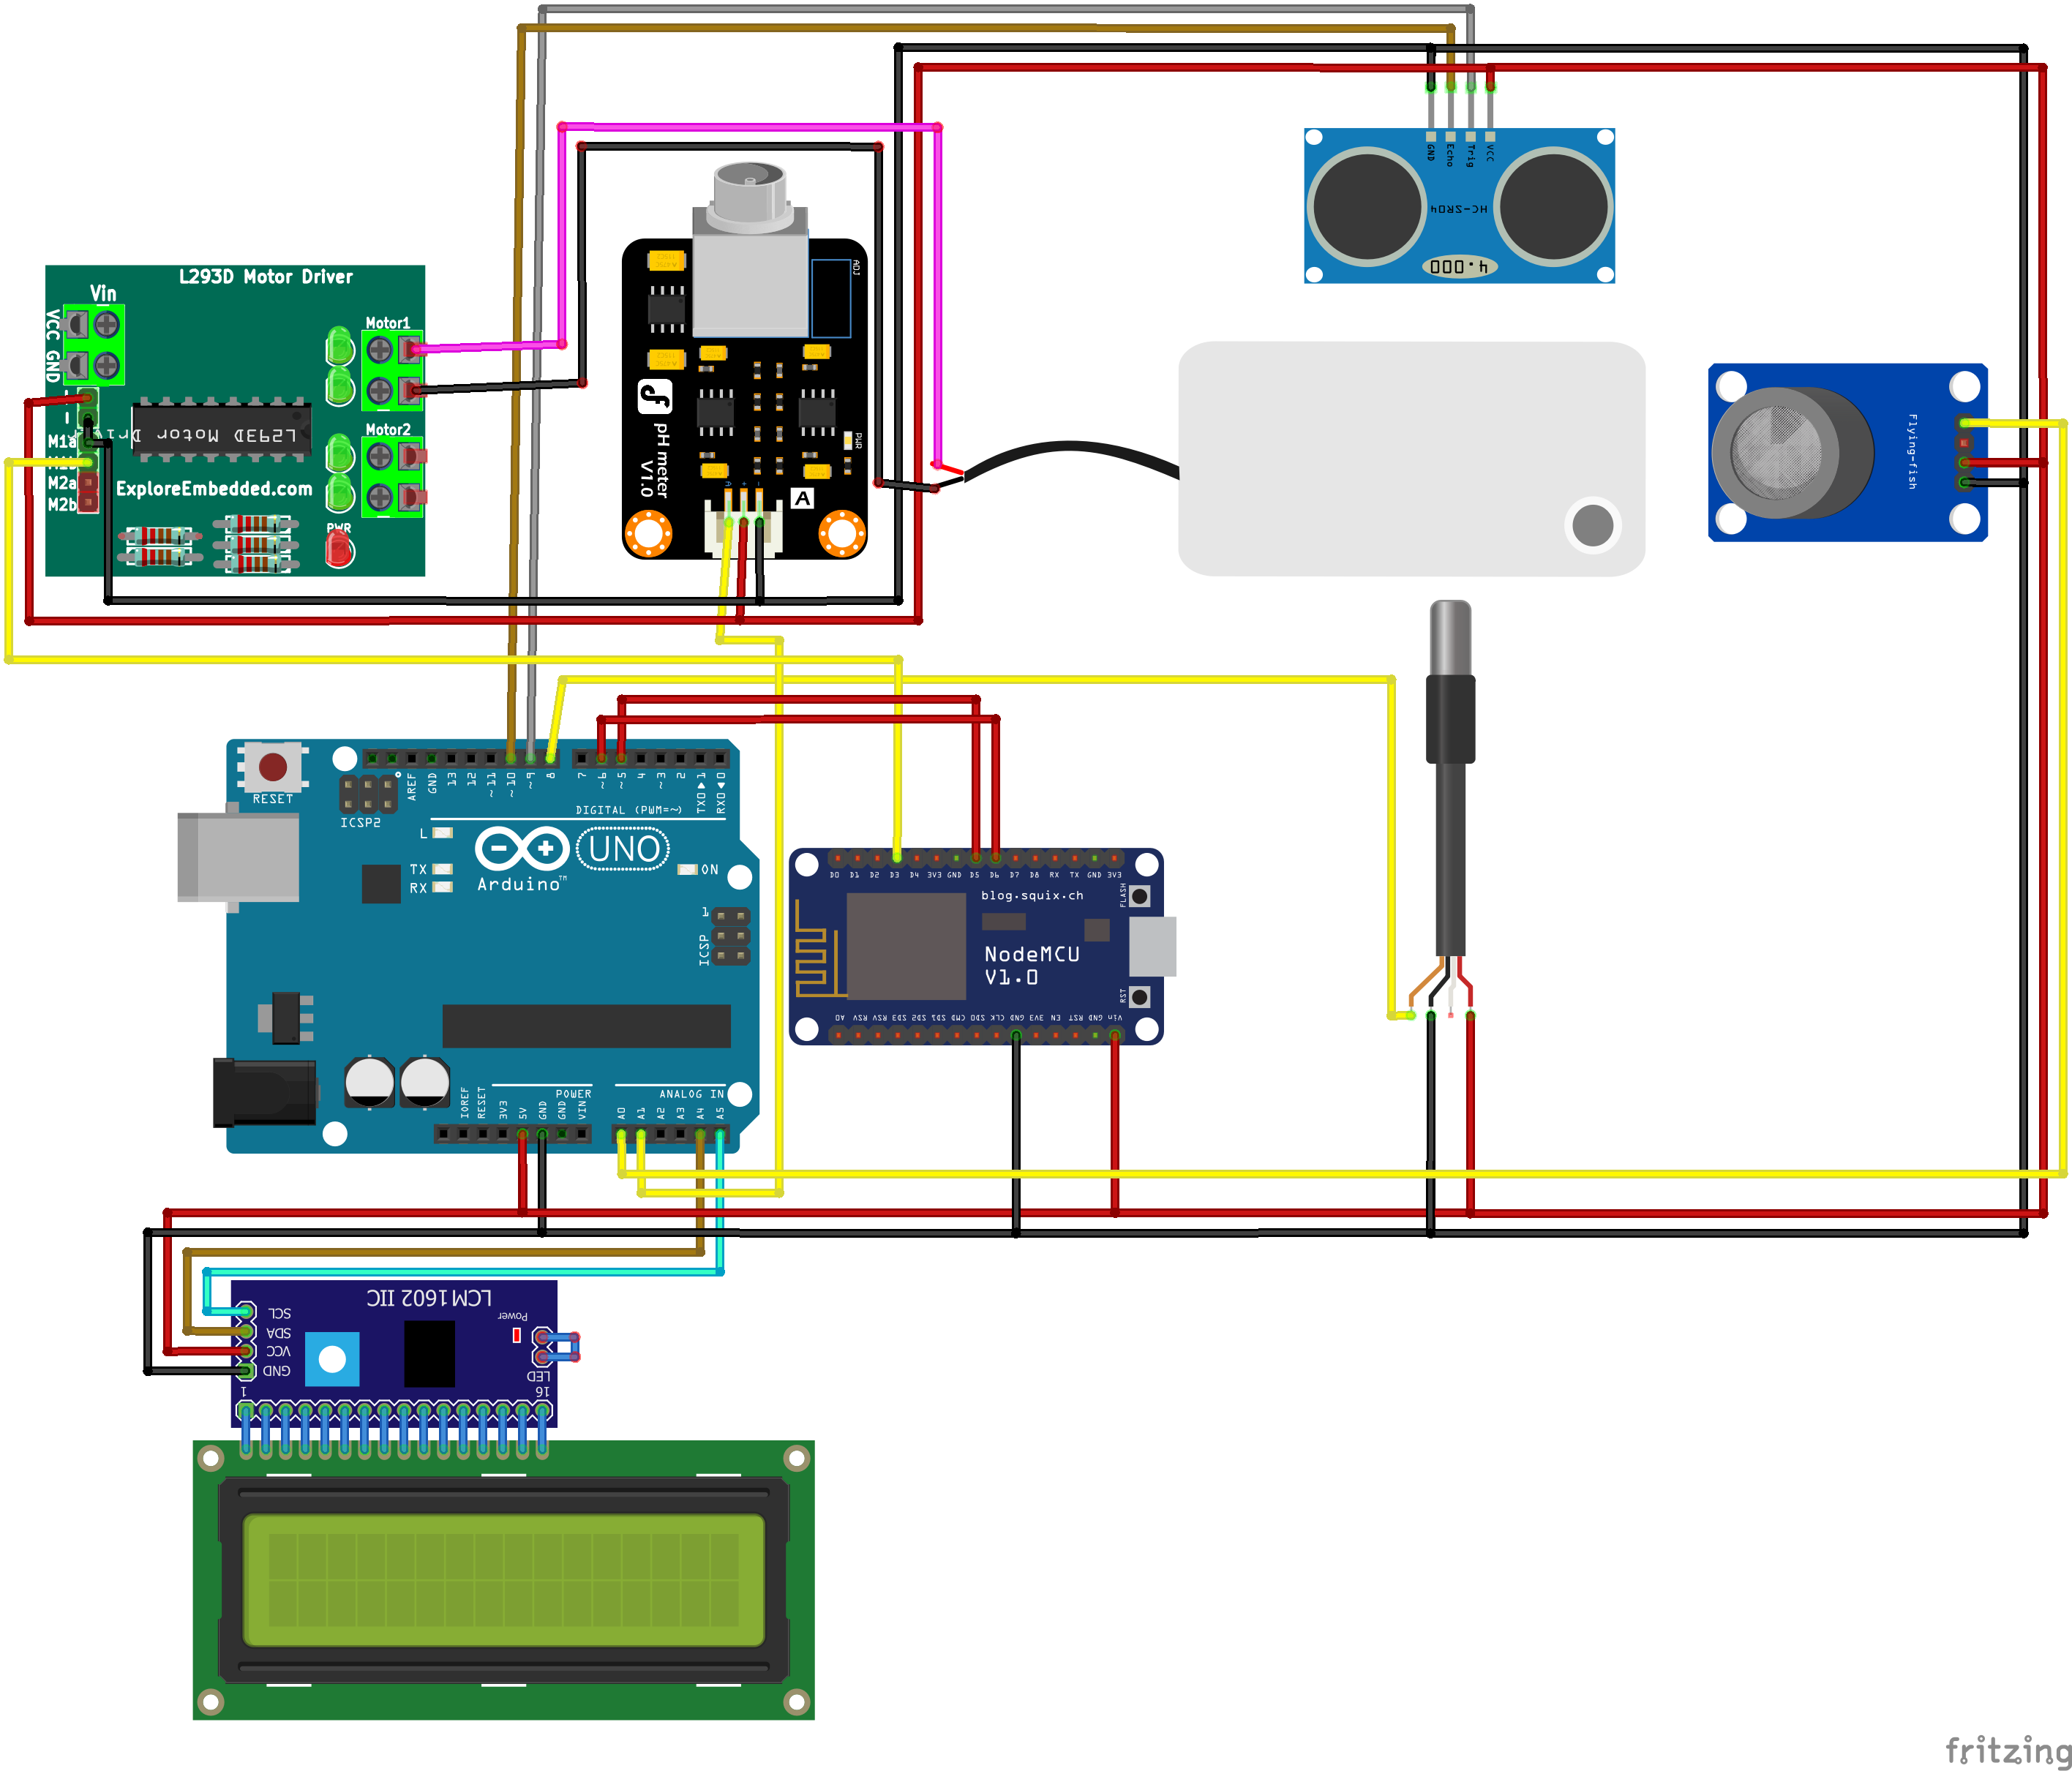 GND
Echo
Trig
VCC
HC-SR04
4.000
L293D Motor Driver
Vin
VCC GND
Motor1
M1a
L293D Motor Driv
Motor2
M2a
M2b
ExploreEmbedded.com
PWR
ADJ
pH meter
V1.0
PWR
A + -
A
Flying-fish
RESET
ICSP2
AREF
GND
13
12
~11
~10
~9
8
7
~6
~5
4
~3
2
TX0 1
RX0 0
DIGITAL (PWM=~)
L
TX
RX
UNO
Arduino™
ON
1
ICSP
POWER
ANALOG IN
IOREF
RESET
3V3
5V
GND
GND
VIN
A0
A1
A2
A3
A4
A5
D0 D1 D2 D3 D4 3V3 GND D5 D6 D7 D8 RX TX GND 3V3
blog.squix.ch
FLASH
NodeMCU
V1.0
RST
A0 RSV RSV SD3 SD2 SD1 CMD SD0 CLK GND 3V3 EN RST GND Vin
LCM1602 IIC
SCL
SDA
VCC
GND
Power
LED
1
16
fritzing